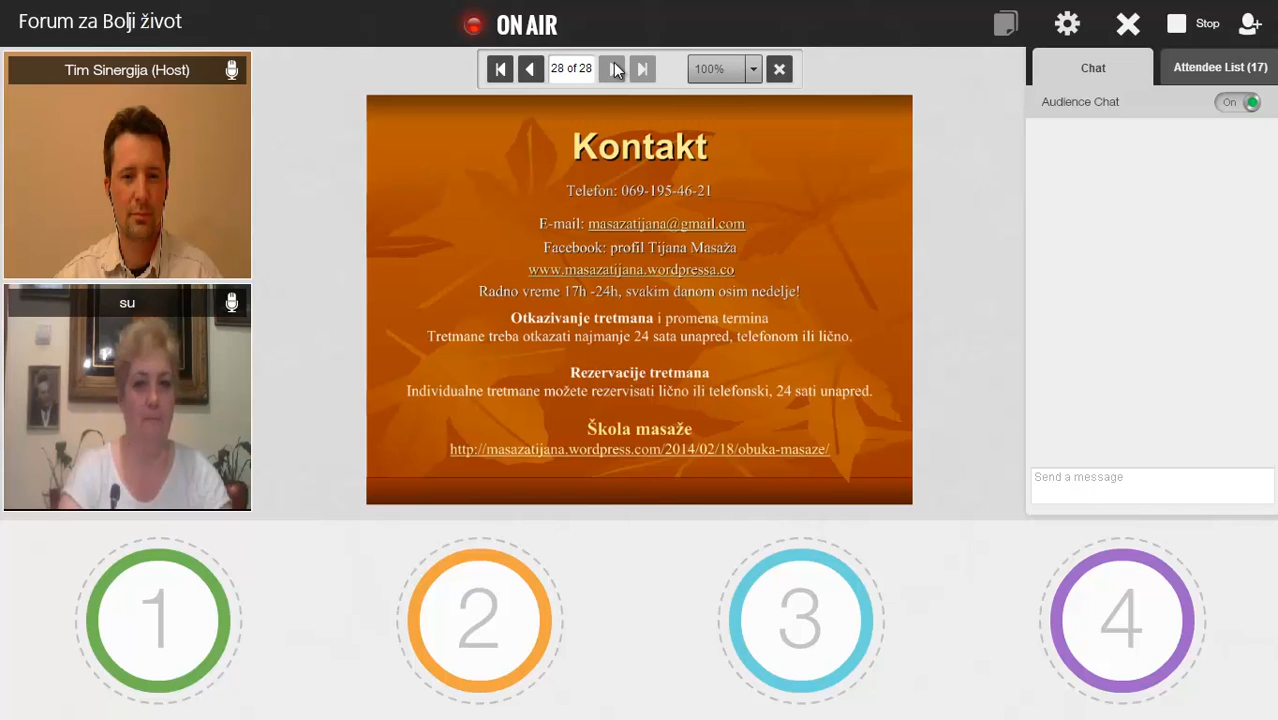 Forum za Bolji život
ON AIR
Stop
Tim Sinergija (Host)
28 of 28
100%
Chat
Attendee List (17)
Audience Chat
On
Kontakt
Telefon: 069-195-46-21
E-mail: masazatijana@gmail.com
Facebook: profil Tijana Masaža
www.masazatijana.wordpressa.co
Radno vreme 17h -24h, svakim danom osim nedelje!
Otkazivanje tretmana i promena termina
Tretmane treba otkazati najmanje 24 sata unapred, telefonom ili lično.
Rezervacije tretmana
Individualne tretmane možete rezervisati lično ili telefonski, 24 sati unapred.
Škola masaže
http://masazatijana.wordpress.com/2014/02/18/obuka-masaze/
su
Send a message
1
2
3
4